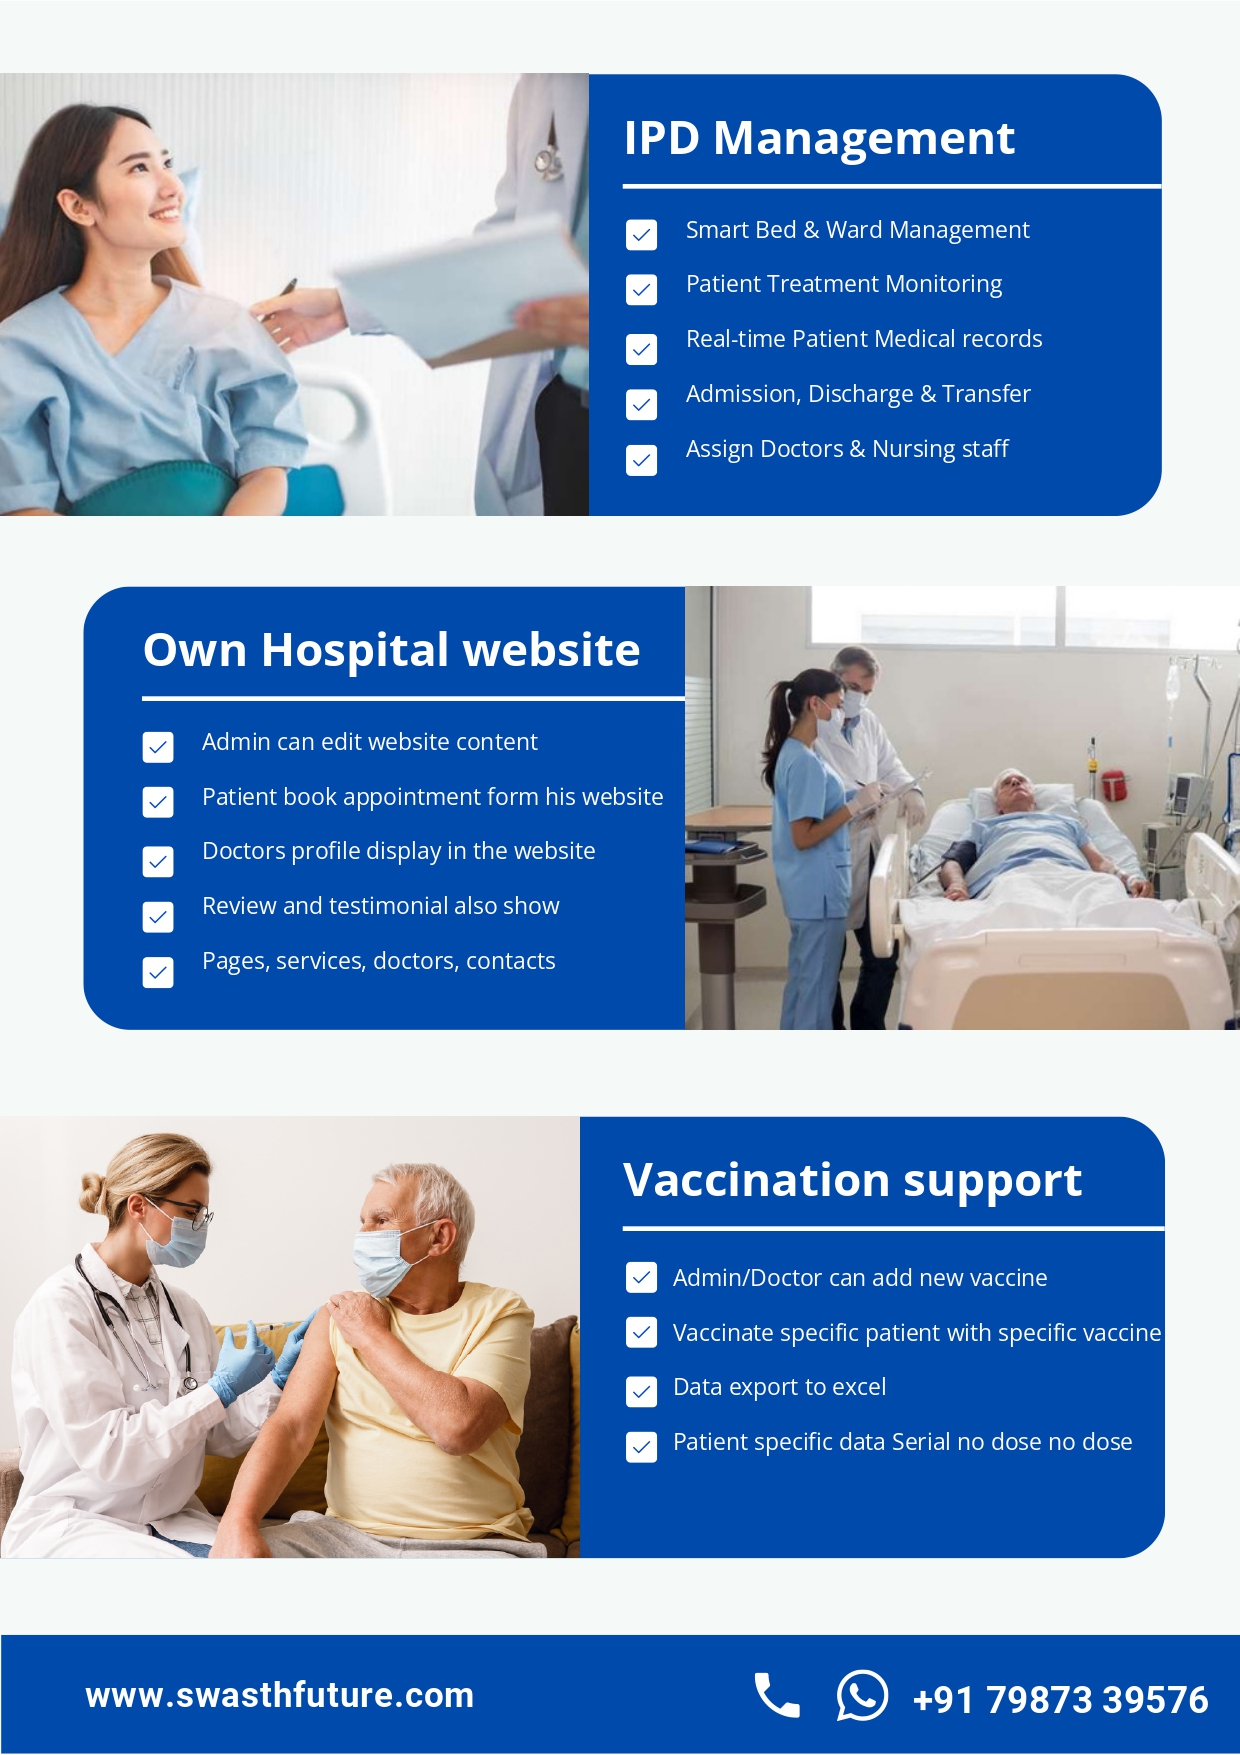 IPD Management
Smart Bed & Ward Management
Patient Treatment Monitoring
Real-time Patient Medical records
Admission, Discharge & Transfer
Assign Doctors & Nursing staff
Own Hospital website
Admin can edit website content
Patient book appointment form his website
Doctors profile display in the website
Review and testimonial also show
Pages, services, doctors, contacts
Vaccination support
Admin/Doctor can add new vaccine
Vaccinate specific patient with specific vaccine
Data export to excel
Patient specific data Serial no dose no dose
www.swasthfuture.com
+91 79873 39576